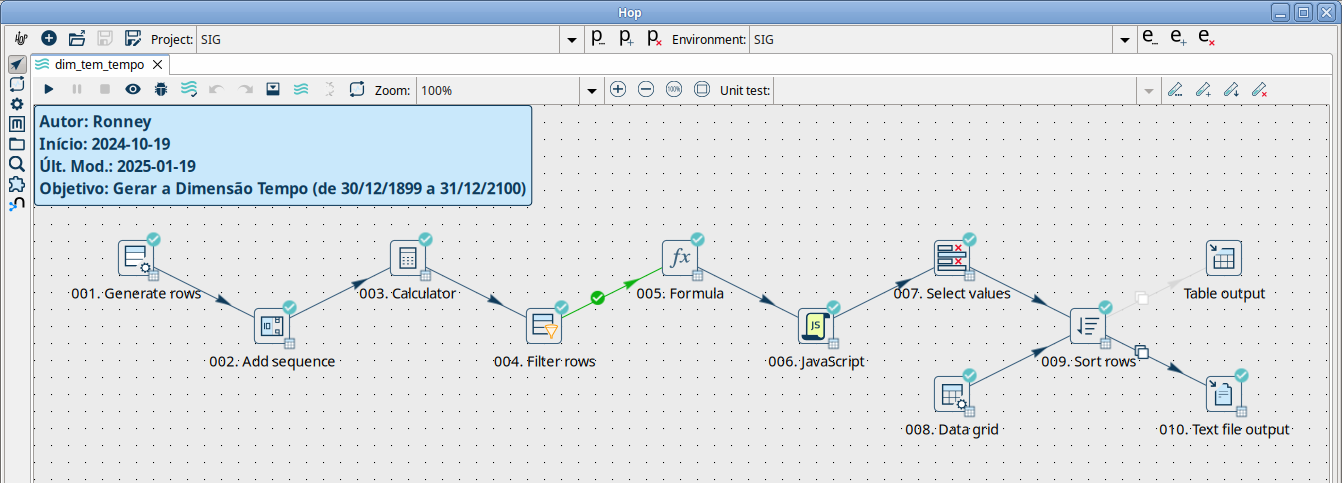 Hop
Project: SIG Environment: SIG
dim_tem_tempo
Zoom: 100% Unit test:
Autor: Ronney
Início: 2024-10-19
Últ. Mod.: 2025-01-19
Objetivo: Gerar a Dimensão Tempo (de 30/12/1899 a 31/12/2100)
001. Generate rows
003. Calculator
005. Formula
007. Select values
Table output
002. Add sequence
004. Filter rows
JS
006. JavaScript
009. Sort rows
008. Data grid
010. Text file output